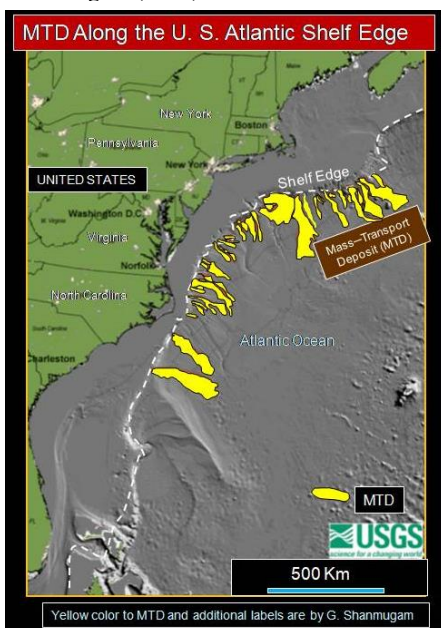 MTD Along the U. S. Atlantic Shelf Edge
New York
Boston
Pennsylvania
New York
UNITED STATES
Shelf Edge
Washington D.C.
Mass—Transport
Deposit (MTD)
Virginia
Norfolk
North Carolina
Atlantic Ocean
Charleston
MTD
USGS
science for a changing world
500 Km
Yellow color to MTD and additional labels are by G. Shanmugam